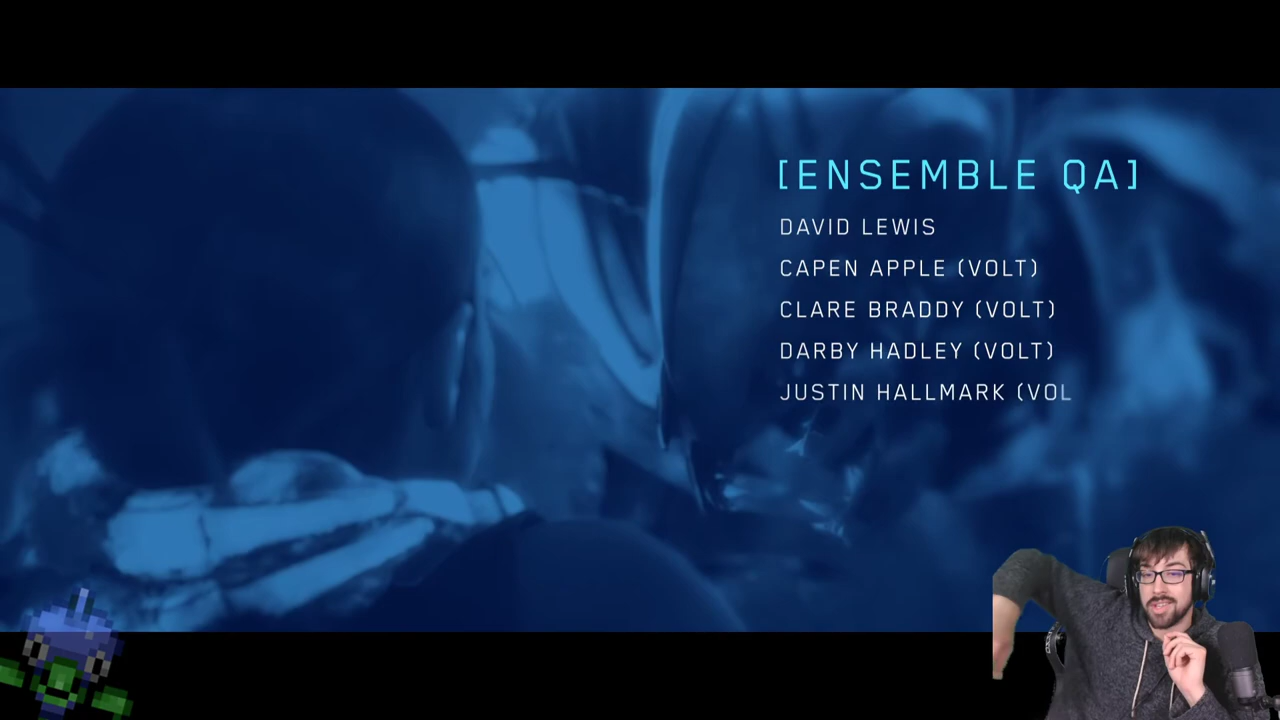 [ENSEMBLE QA]
DAVID LEWIS
CAPEN APPLE (VOLT)
CLARE BRADDY (VOLT)
DARBY HADLEY (VOLT)
JUSTIN HALLMARK (VOL